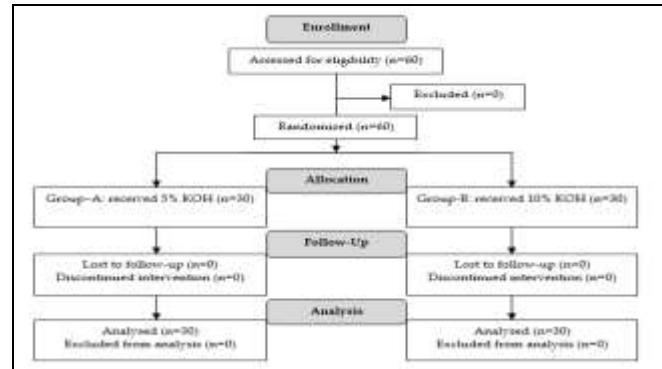 Enrollment
Assessed for eligibility (n=60)
Excluded (n=0)
Randomized (n=60)
Allocation
Group-A: received 5% KOH (n=30)
Group-B: received 10% KOH (n=30)
Follow-Up
Lost to follow-up (n=0)
Discontinued intervention (n=0)
Lost to follow-up (n=0)
Discontinued intervention (n=0)
Analysis
Analysed (n=30)
Excluded from analysis (n=0)
Analysed (n=30)
Excluded from analysis (n=0)